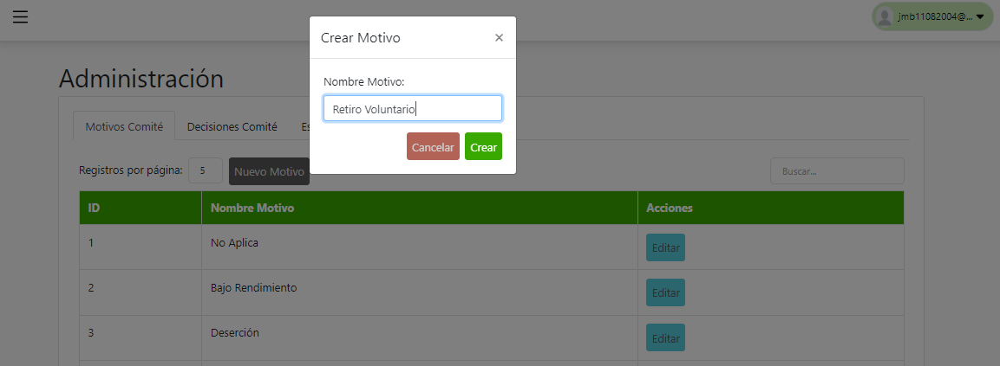 jmb11082004@...
Crear Motivo ×
Nombre Motivo:
Retiro Voluntario
Cancelar Crear
Administración
Motivos Comité Decisiones Comité Es
Registros por página: 5 Nuevo Motivo Buscar...
ID Nombre Motivo Acciones
1 No Aplica Editar
2 Bajo Rendimiento Editar
3 Deserción Editar